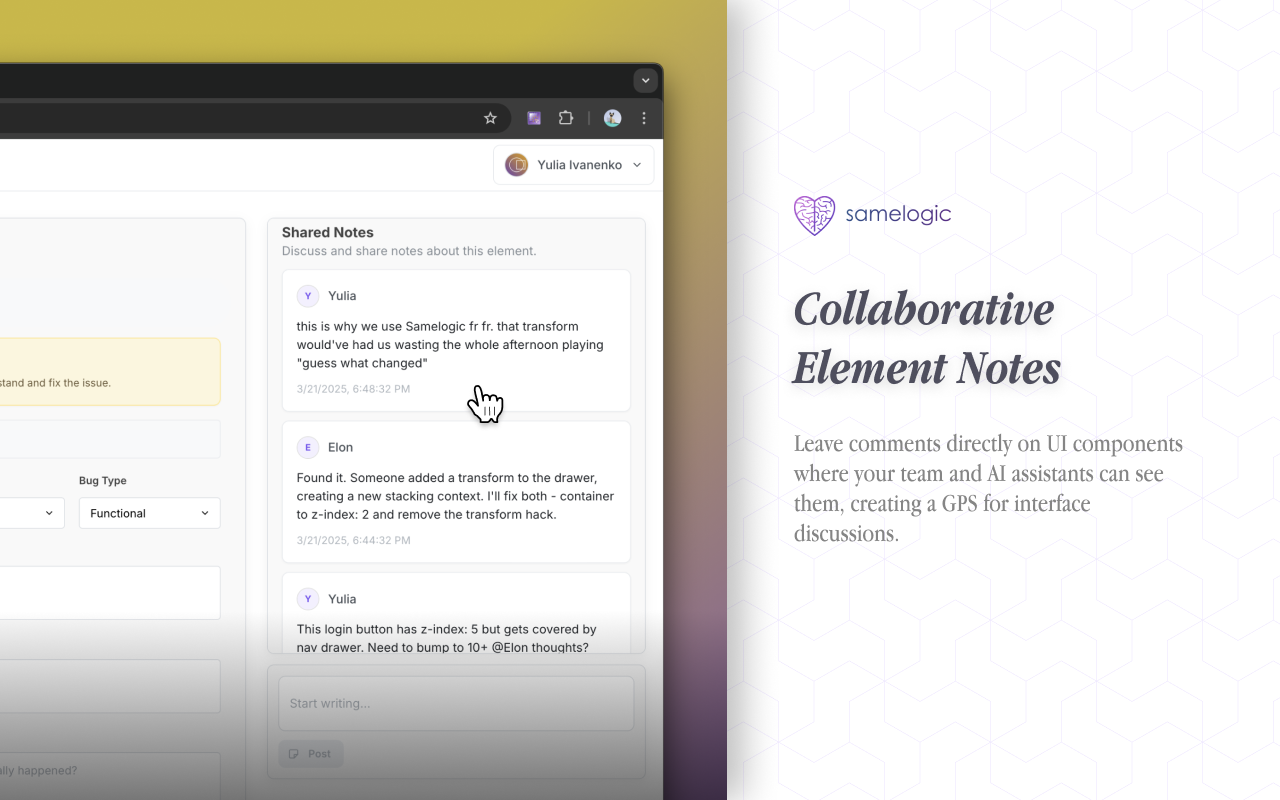 Yulia Ivanenko
stand and fix the issue.
Bug Type
Functional
ally happened?
Shared Notes
Discuss and share notes about this element.
Y Yulia
this is why we use Samelogic fr fr. that transform
would've had us wasting the whole afternoon playing
"guess what changed"
3/21/2025, 6:48:32 PM
E Elon
Found it. Someone added a transform to the drawer,
creating a new stacking context. I'll fix both - container
to z-index: 2 and remove the transform hack.
3/21/2025, 6:44:32 PM
Y Yulia
This login button has z-index: 5 but gets covered by
nav drawer. Need to bump to 10+ @Elon thoughts?
Start writing...
Post
samelogic
Collaborative
Element Notes
Leave comments directly on UI components
where your team and AI assistants can see
them, creating a GPS for interface
discussions.